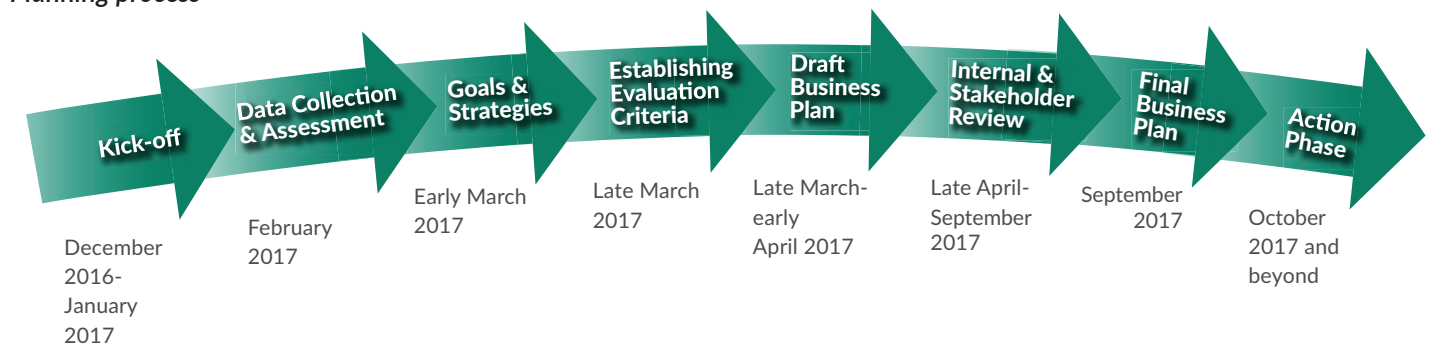 Planning process
Kick-off
December
2016-
January
2017
Data Collection
& Assessment
February
2017
Goals &
Strategies
Early March
2017
Establishing
Evaluation
Criteria
Late March
2017
Draft
Business
Plan
Late March-
early
April 2017
Internal &
Stakeholder
Review
Late April-
September
2017
Final
Business
Plan
September
2017
Action
Phase
October
2017 and
beyond